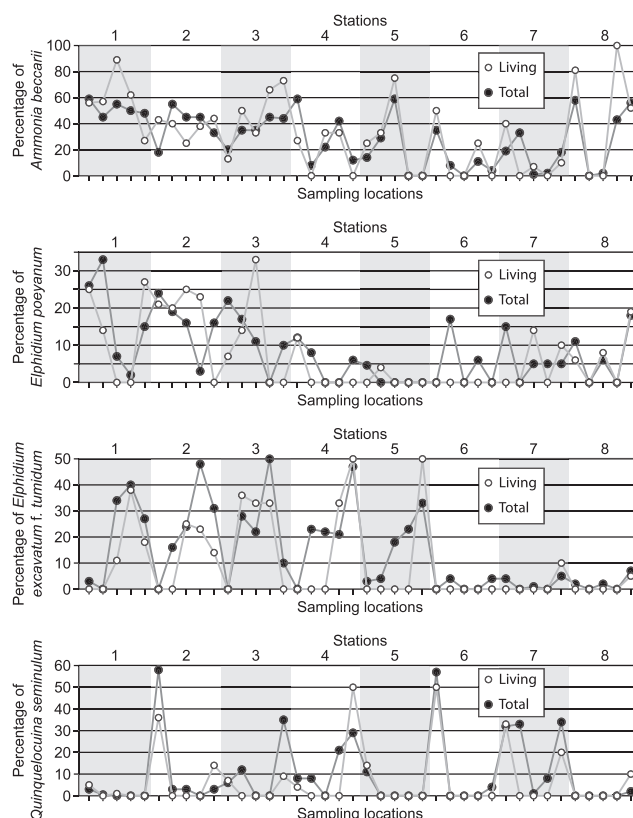 Stations
1 2 3 4 5 6 7 8
Percentage of
Ammonia beccarii
100
80
60
40
20
0
Living
Total
Sampling locations
Stations
1 2 3 4 5 6 7 8
Percentage of
Elphidium poeyanum
30
20
10
0
Living
Total
Sampling locations
Stations
1 2 3 4 5 6 7 8
Percentage of Elphidium
excavatum f. tumidum
50
40
30
20
10
0
Living
Total
Sampling locations
Stations
1 2 3 4 5 6 7 8
Percentage of
Quinquelocuina seminulum
60
50
40
30
20
10
0
Living
Total
Sampling locations